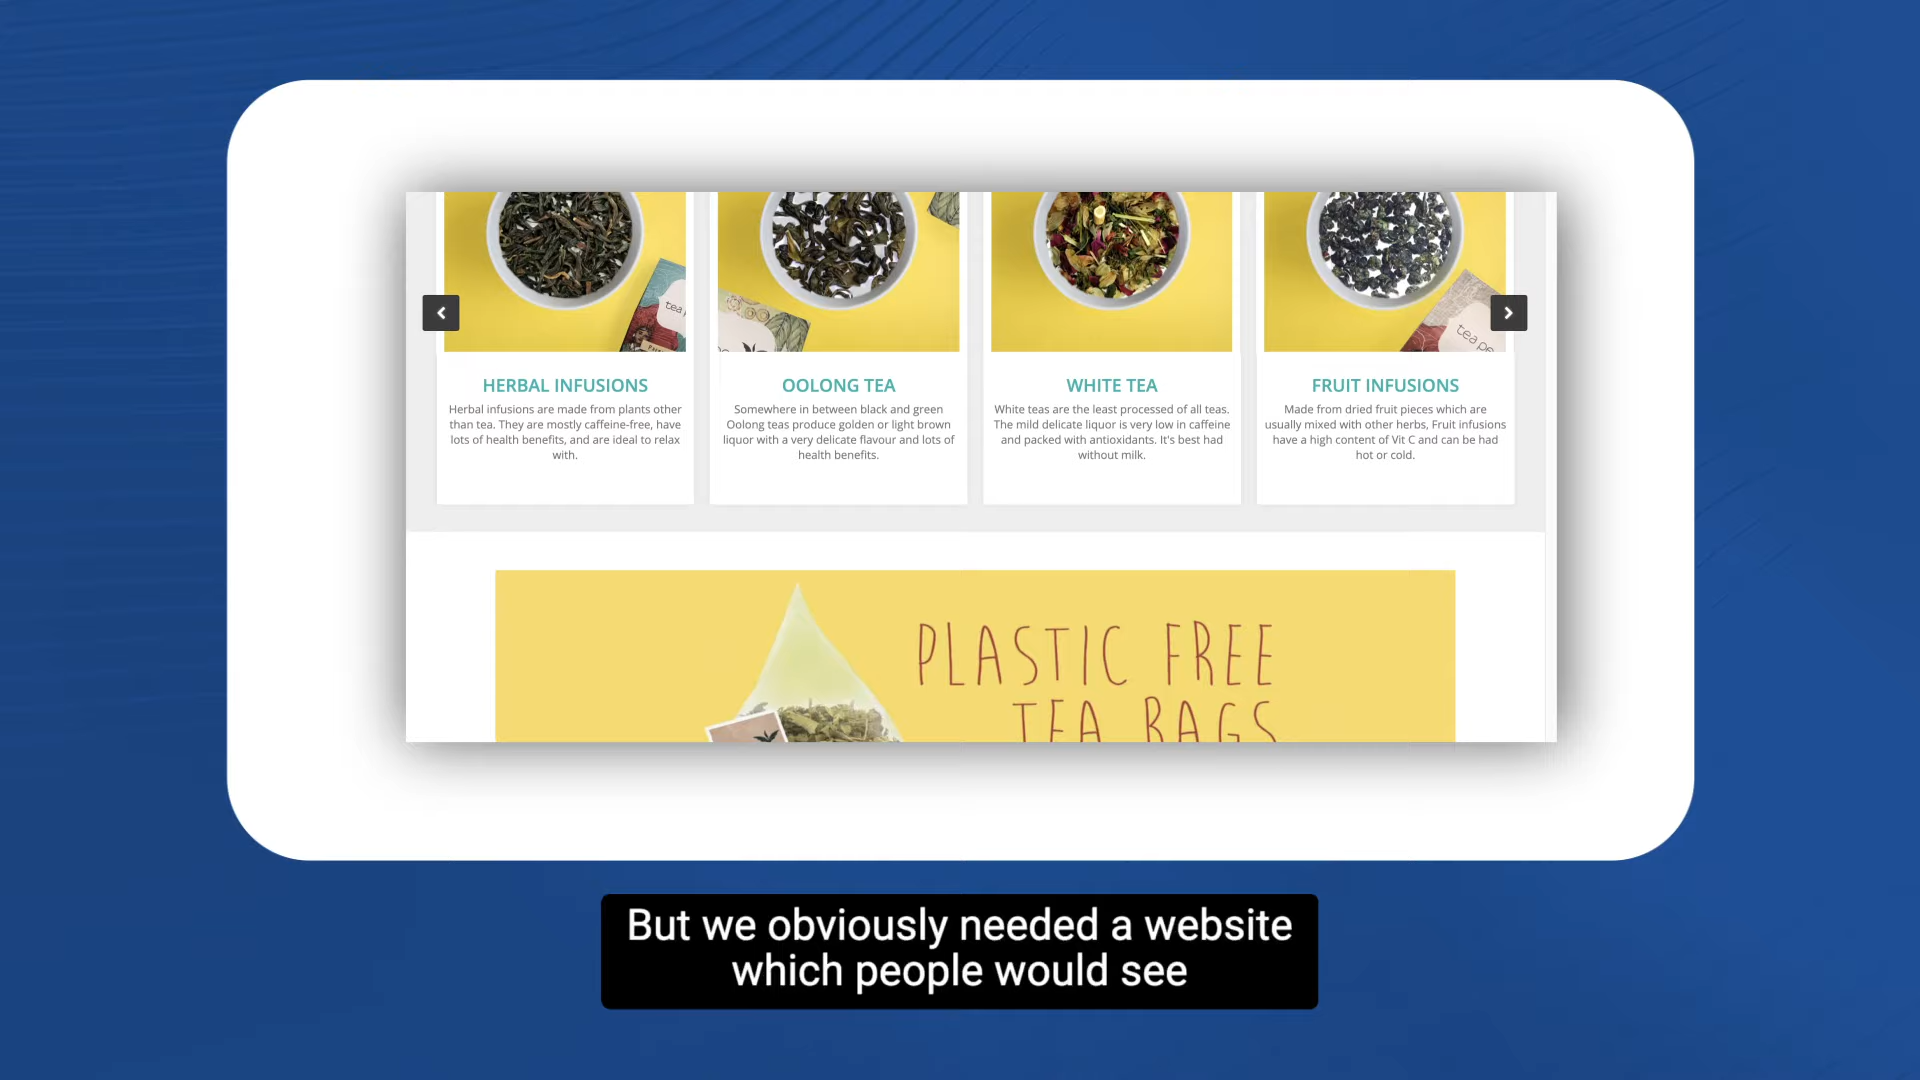 tea p
tea pe
HERBAL INFUSIONS
Herbal infusions are made from plants other
than tea. They are mostly caffeine-free, have
lots of health benefits, and are ideal to relax
with.
OOLONG TEA
Somewhere in between black and green
Oolong teas produce golden or light brown
liquor with a very delicate flavour and lots of
health benefits.
WHITE TEA
White teas are the least processed of all teas.
The mild delicate liquor is very low in caffeine
and packed with antioxidants. It's best had
without milk.
FRUIT INFUSIONS
Made from dried fruit pieces which are
usually mixed with other herbs, Fruit infusions
have a high content of Vit C and can be had
hot or cold.
PLASTIC FREE
TEA BAGS
But we obviously needed a website
which people would see